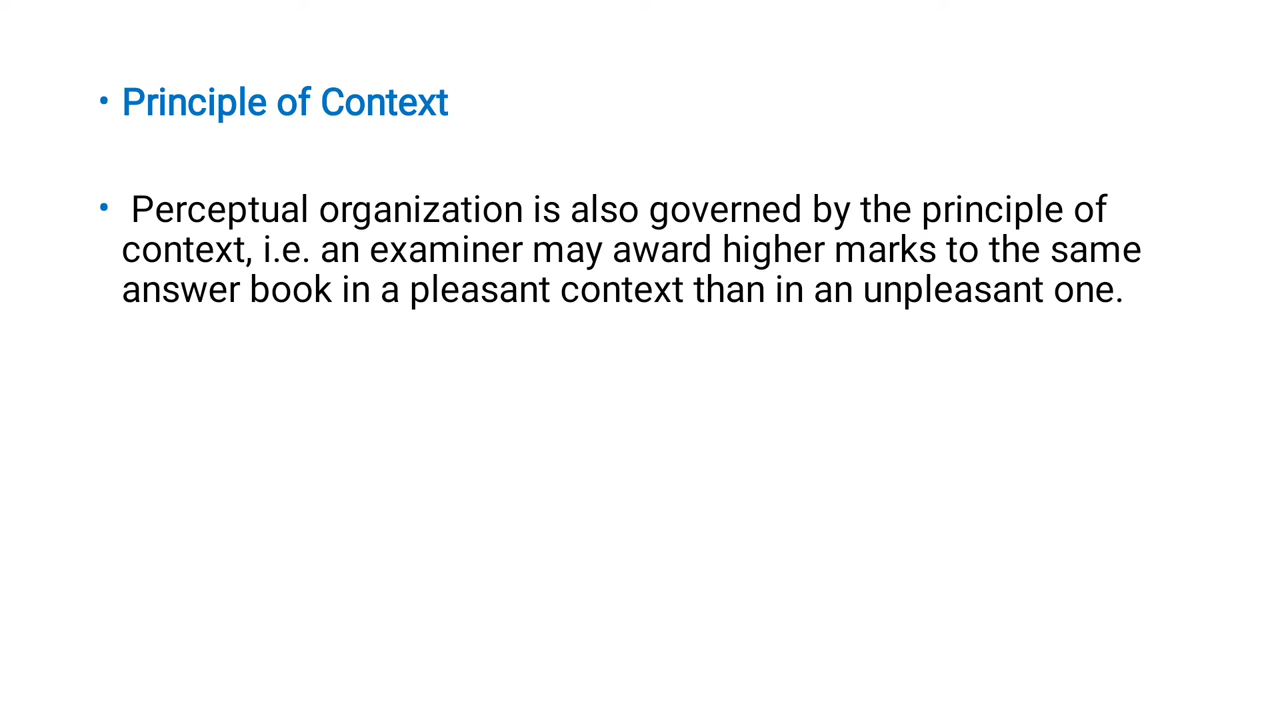 • Principle of Context
• Perceptual organization is also governed by the principle of
context, i.e. an examiner may award higher marks to the same
answer book in a pleasant context than in an unpleasant one.